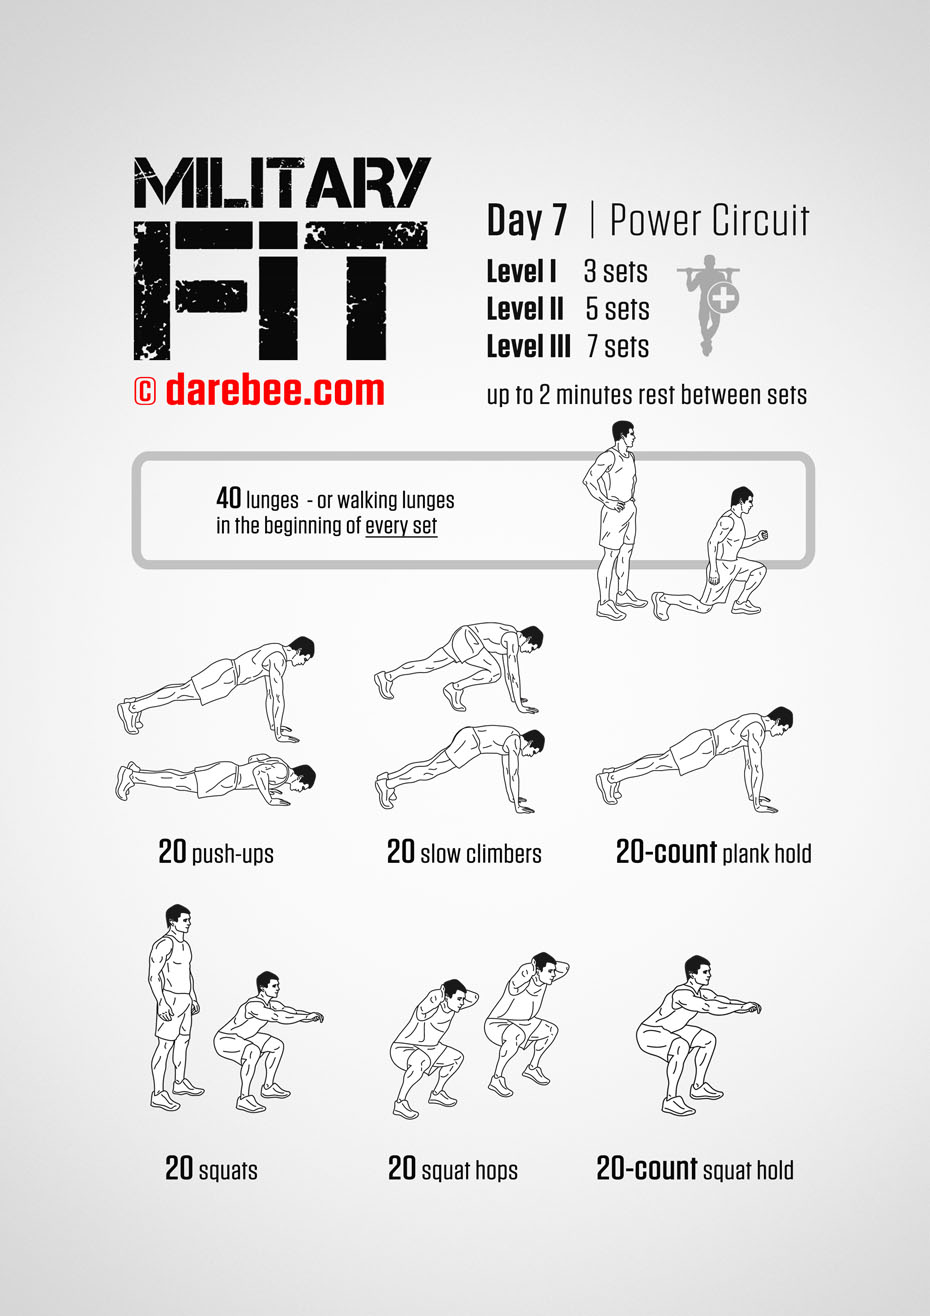 MILITARY
FIT
© darebee.com
Day 7 | Power Circuit
Level I 3 sets
Level II 5 sets
Level III 7 sets
up to 2 minutes rest between sets
40 lunges - or walking lunges
in the beginning of every set
20 push-ups
20 slow climbers
20-count plank hold
20 squats
20 squat hops
20-count squat hold